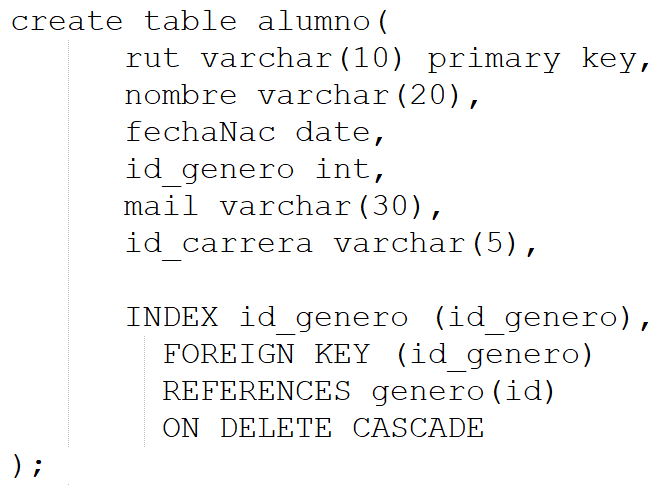 create table alumno(
rut varchar(10) primary key,
nombre varchar(20),
fechaNac date,
id_genero int,
mail varchar(30),
id_carrera varchar(5),
INDEX id_genero (id_genero),
FOREIGN KEY (id_genero)
REFERENCES genero(id)
ON DELETE CASCADE
);